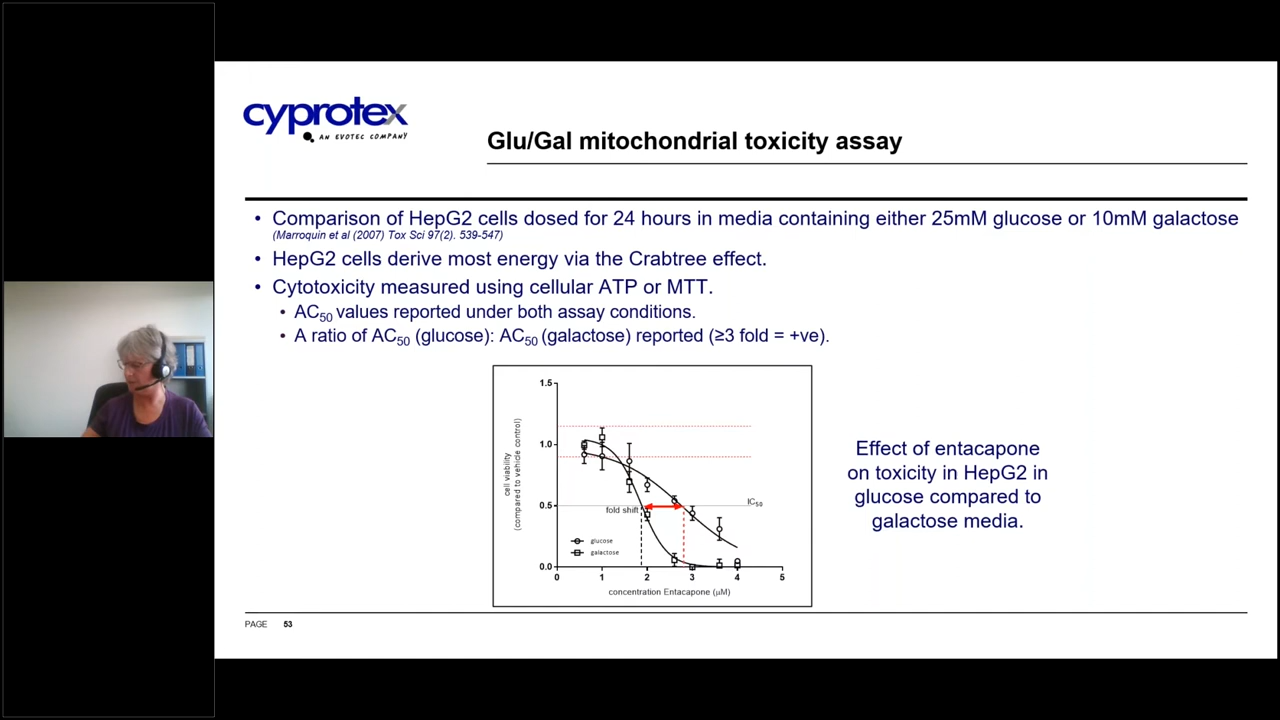 cyprotex
AN EVOTEC COMPANY
Glu/Gal mitochondrial toxicity assay
• Comparison of HepG2 cells dosed for 24 hours in media containing either 25mM glucose or 10mM galactose
(Marroquin et al (2007) Tox Sci 97(2). 539-547)
• HepG2 cells derive most energy via the Crabtree effect.
• Cytotoxicity measured using cellular ATP or MTT.
• AC50 values reported under both assay conditions.
• A ratio of AC50 (glucose): AC50 (galactose) reported (≥3 fold = +ve).
cell viability
(compared to vehicle control)
1.5
1.0
0.5
0.0
IC50
fold shift
glucose
galactose
0 1 2 3 4 5
concentration Entacapone (µM)
Effect of entacapone
on toxicity in HepG2 in
glucose compared to
galactose media.
PAGE 53